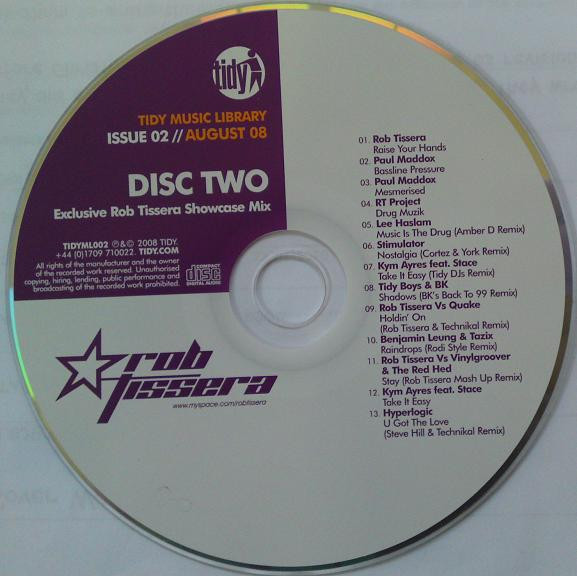 tidy
TIDY MUSIC LIBRARY
ISSUE 02 // AUGUST 08
DISC TWO
Exclusive Rob Tissera Showcase Mix
TIDYML002 ℗&© 2008 TIDY.
+44 (0)1709 710022. TIDY.COM
All rights of the manufacturer and the owner
of the recorded work reserved. Unauthorised
copying, hiring, lending, public performance and
broadcasting of the recorded work prohibited.
COMPACT
disc
DIGITAL AUDIO
rob
tissera
www.myspace.com/robtissera
01. Rob Tissera
Raise Your Hands
02. Paul Maddox
Bassline Pressure
03. Paul Maddox
Mesmerised
04. RT Project
Drug Muzik
05. Lee Haslam
Music Is The Drug (Amber D Remix)
06. Stimulator
Nostalgia (Cortez & York Remix)
07. Kym Ayres feat. Stace
Take It Easy (Tidy DJs Remix)
08. Tidy Boys & BK
Shadows (BK's Back To 99 Remix)
09. Rob Tissera Vs Quake
Holdin' On
(Rob Tissera & Technikal Remix)
10. Benjamin Leung & Tazix
Raindrops (Rodi Style Remix)
11. Rob Tissera Vs Vinylgroover
& The Red Hed
Stay (Rob Tissera Mash Up Remix)
12. Kym Ayres feat. Stace
Take It Easy
13. Hyperlogic
U Got The Love
(Steve Hill & Technikal Remix)